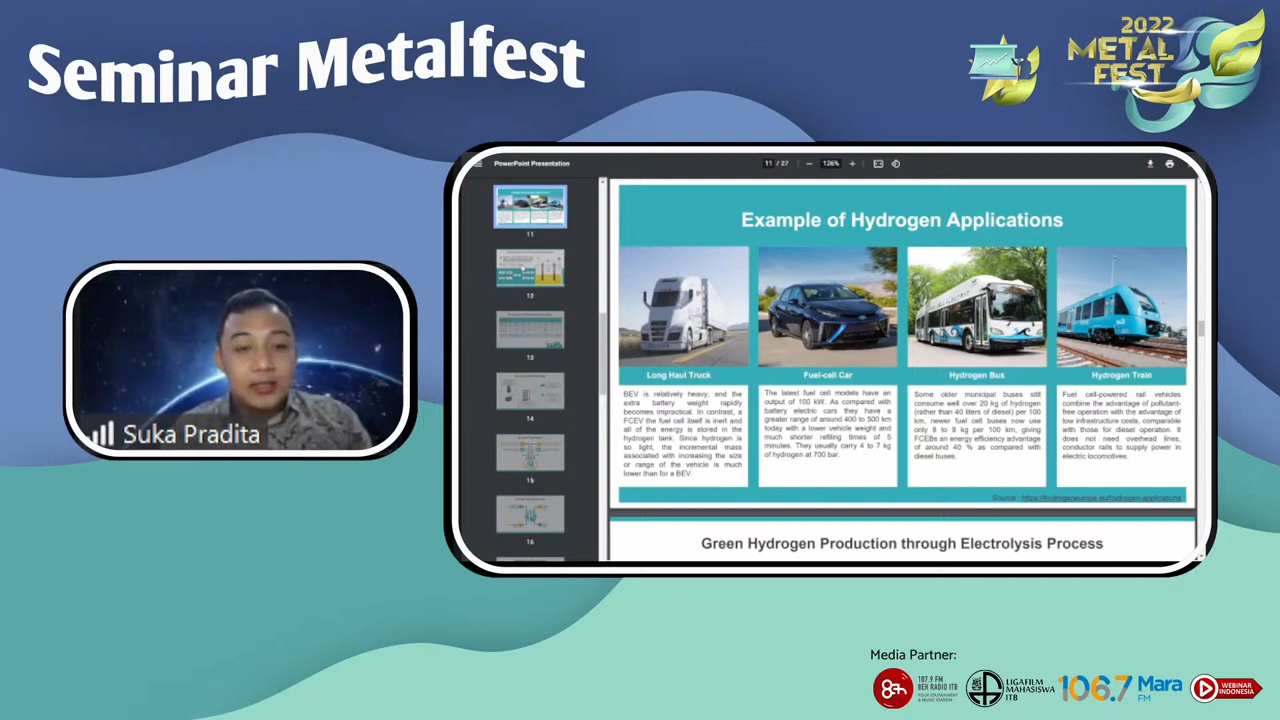 Seminar Metalfest
2022
METAL
FEST
PowerPoint Presentation
11 / 27
126%
11
12
13
14
15
16
Example of Hydrogen Applications
Long Haul Truck
BEV is relatively heavy, and the
extra battery weight rapidly
becomes impractical. In contrast, a
FCEV the fuel cell itself is inert and
all of the energy is stored in the
hydrogen tank. Since hydrogen is
so light, the incremental mass
associated with increasing the size
or range of the vehicle is much
lower than for a BEV.
Fuel-cell Car
The latest fuel cell models have an
output of 100 kW. As compared with
battery electric cars they have a
greater range of around 400 to 500 km
today with a lower vehicle weight and
much shorter refilling times of 5
minutes. They usually carry 4 to 7 kg
of hydrogen at 700 bar.
Hydrogen Bus
Some older municipal buses still
consume well over 20 kg of hydrogen
(rather than 40 liters of diesel) per 100
km, newer fuel cell buses now use
only 8 to 9 kg per 100 km, giving
FCEBs an energy efficiency advantage
of around 40 % as compared with
diesel buses.
Hydrogen Train
Fuel cell-powered rail vehicles
combine the advantage of pollutant-
free operation with the advantage of
low infrastructure costs, comparable
with those for diesel operation. It
does not need overhead lines,
conductor rails to supply power in
electric locomotives.
Source : https://hydrogeneurope.eu/hydrogen-applications
Green Hydrogen Production through Electrolysis Process
Suka Pradita
Media Partner:
107.9 FM
8EH RADIO ITB
YOUR EDUTAINMENT
& MUSIC STATION
LIGAFILM
MAHASISWA
ITB
106.7 Mara
FM
WEBINAR
INDONESIA